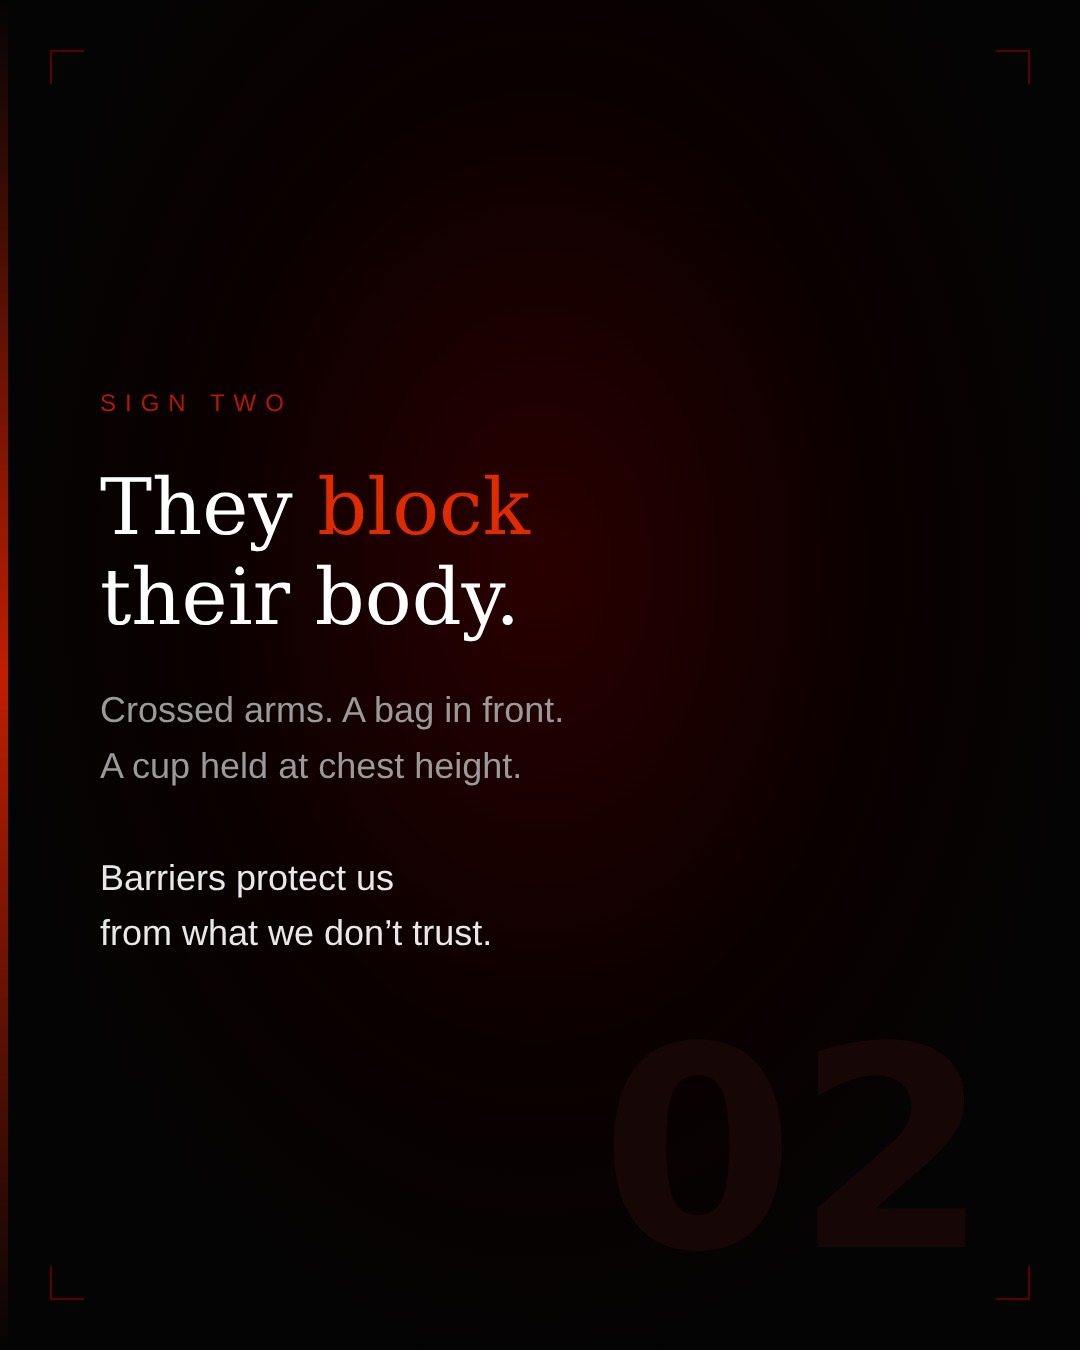 SIGN TWO
They block
their body.
Crossed arms. A bag in front.
A cup held at chest height.
Barriers protect us
from what we don’t trust.
02